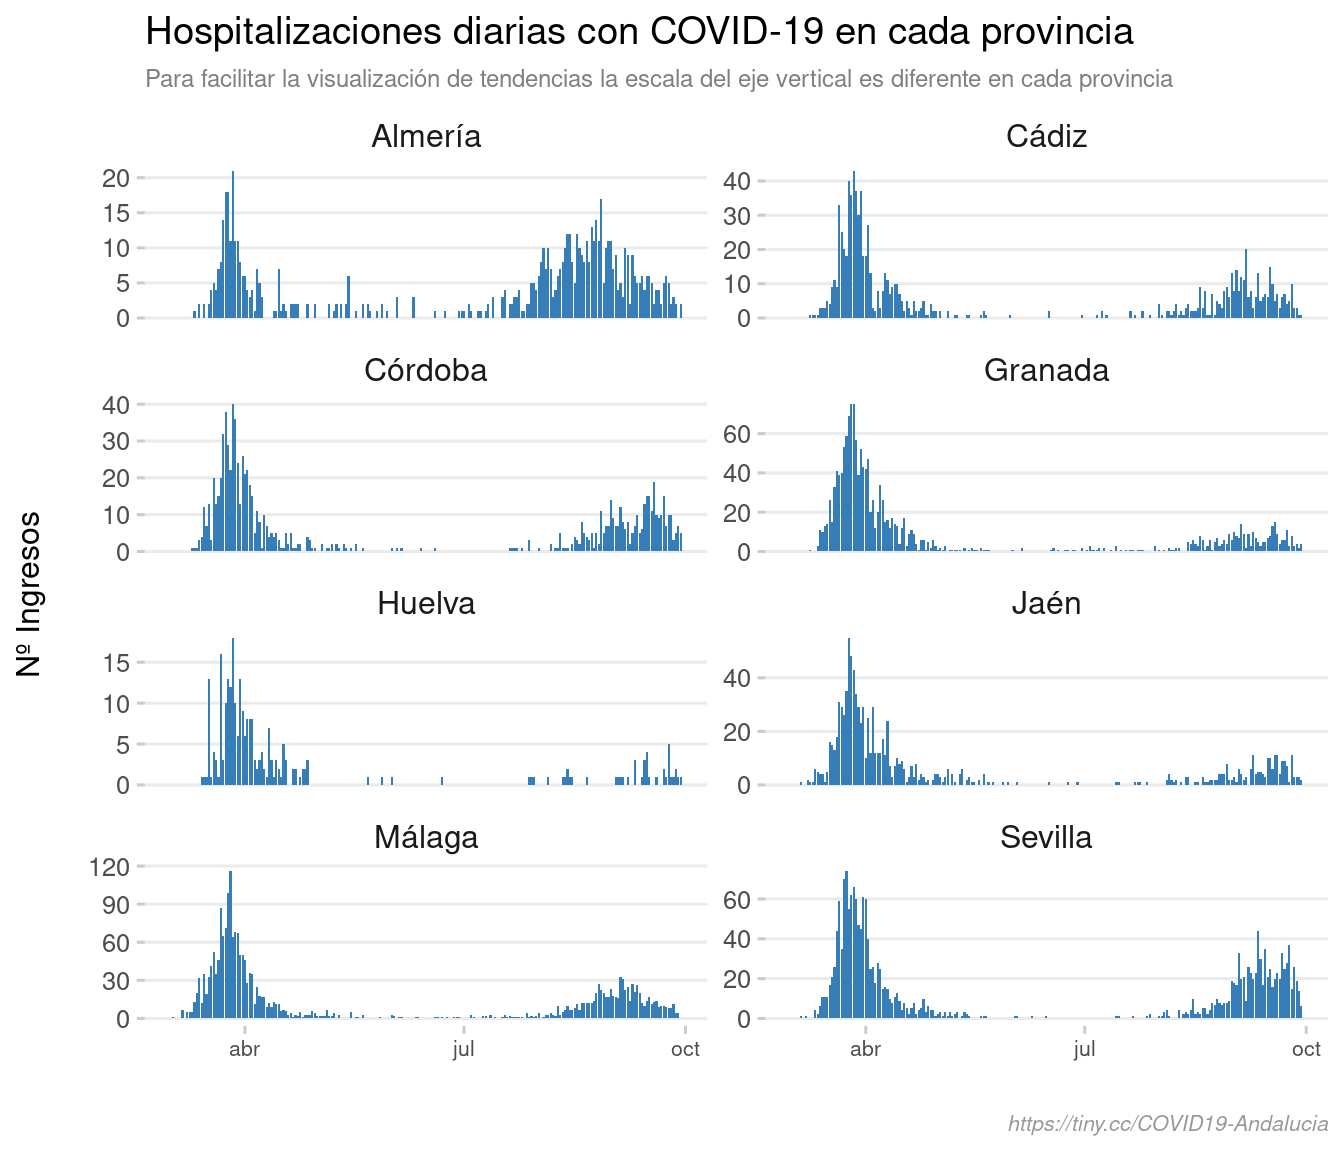 Hospitalizaciones diarias con COVID-19 en cada provincia
Para facilitar la visualización de tendencias la escala del eje vertical es diferente en cada provincia
Nº Ingresos
Almería
20
15
10
5
0
Cádiz
40
30
20
10
0
Córdoba
40
30
20
10
0
Granada
60
40
20
0
Huelva
15
10
5
0
Jaén
40
20
0
Málaga
120
90
60
30
0
abr jul oct
Sevilla
60
40
20
0
abr jul oct
https://tiny.cc/COVID19-Andalucia